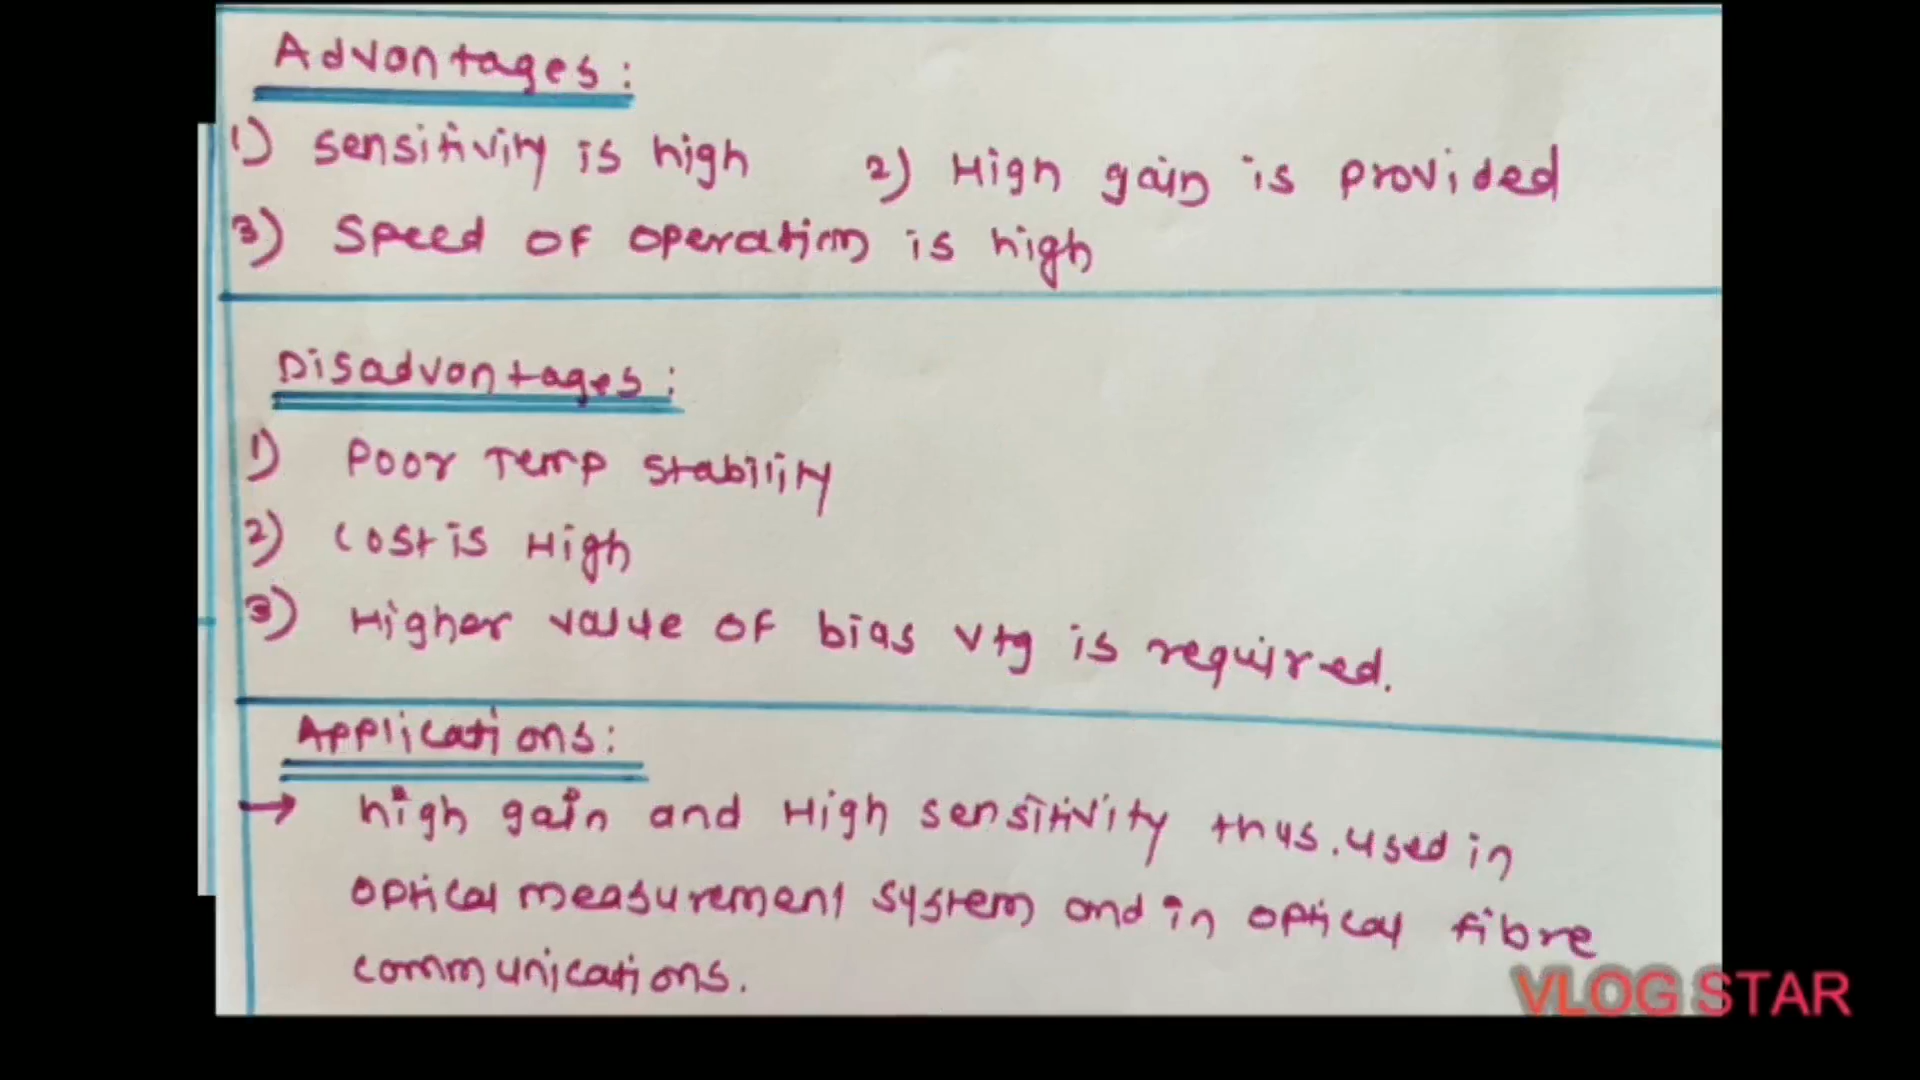 Advantages:
1) Sensitivity is high 2) High gain is provided
3) Speed of operation is high
Disadvantages:
1) Poor Temp stability
2) Cost is High
3) Higher value of bias vtg is required.
Applications:
→ high gain and High sensitivity thus. used in
optical measurement system and in optical fibre
communications.
VLOG STAR